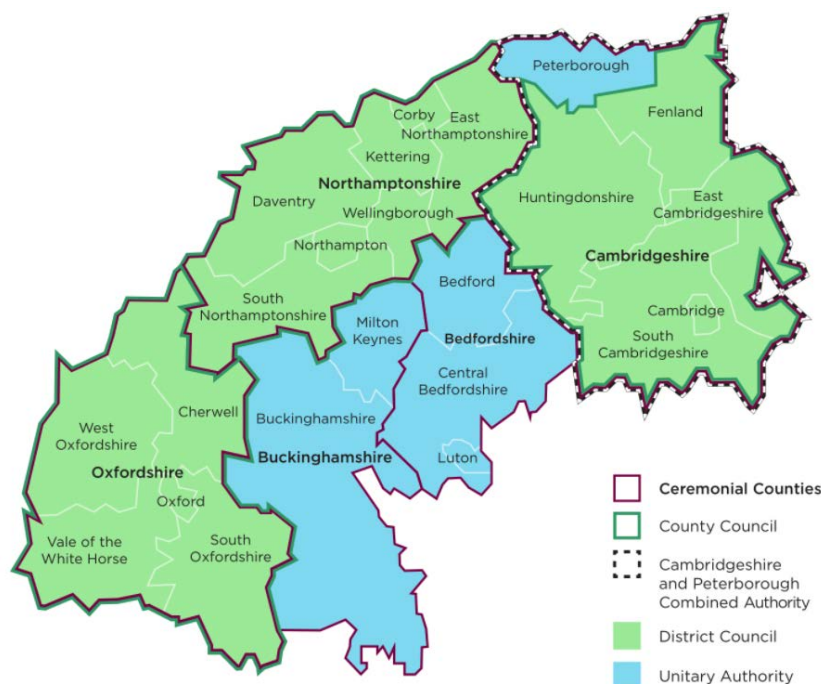 Peterborough
Fenland
Corby
East
Northamptonshire
Kettering
Northamptonshire
Daventry
Wellingborough
Northampton
South
Northamptonshire
Huntingdonshire
East
Cambridgeshire
Cambridgeshire
Cambridge
South
Cambridgeshire
Bedford
Milton
Keynes
Bedfordshire
Central
Bedfordshire
Luton
Buckinghamshire
Buckinghamshire
Cherwell
West
Oxfordshire
Oxfordshire
Oxford
Vale of the
White Horse
South
Oxfordshire
Ceremonial Counties
County Council
Cambridgeshire
and Peterborough
Combined Authority
District Council
Unitary Authority